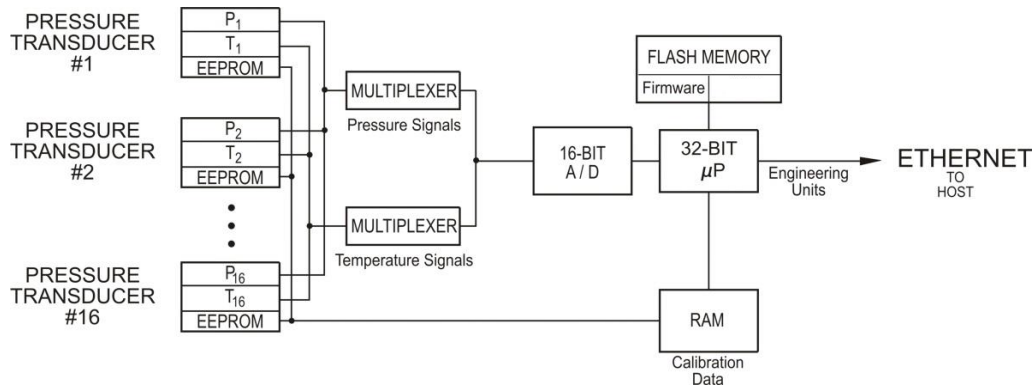 PRESSURE
TRANSDUCER
#1
P1
T1
EEPROM
PRESSURE
TRANSDUCER
#2
P2
T2
EEPROM
PRESSURE
TRANSDUCER
#16
P16
T16
EEPROM
MULTIPLEXER
Pressure Signals
MULTIPLEXER
Temperature Signals
16-BIT
A / D
FLASH MEMORY
Firmware
32-BIT
µP
RAM
Calibration
Data
Engineering
Units
ETHERNET
TO
HOST